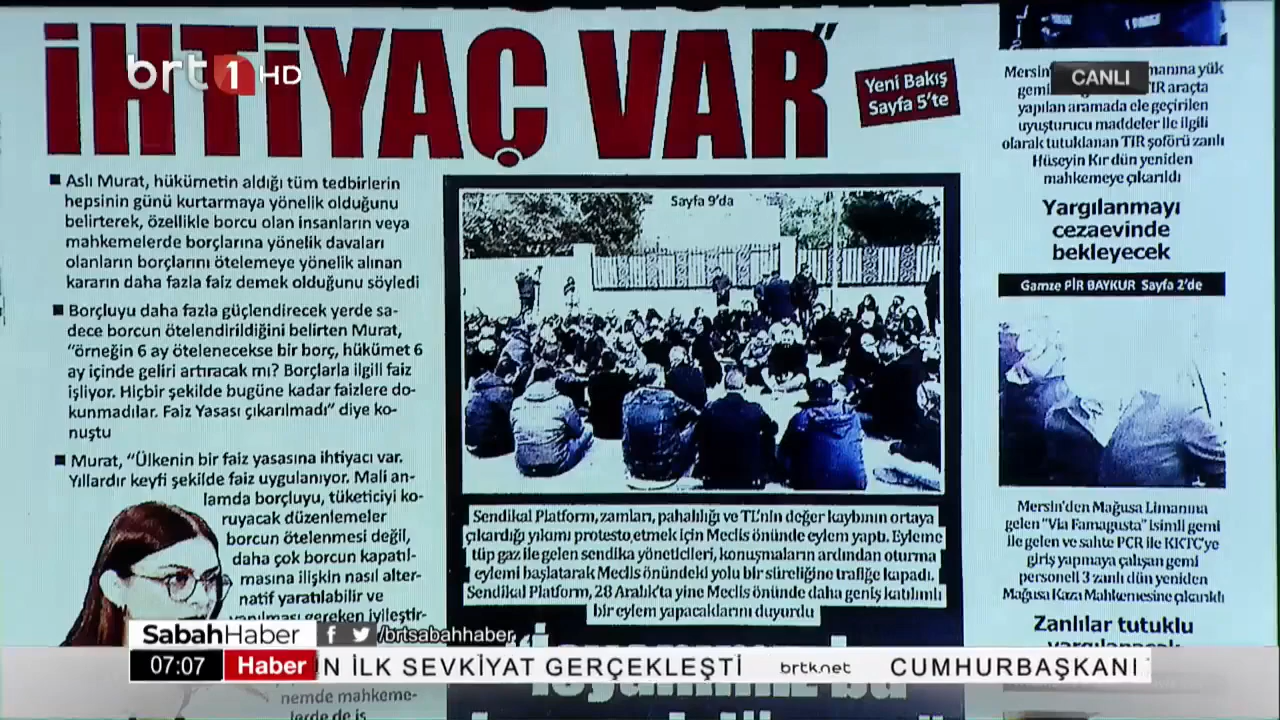 İHTİYAÇ VAR"
brt 1 HD
CANLI
Yeni Bakış
Sayfa 5'te
■ Aslı Murat, hükümetin aldığı tüm tedbirlerin
hepsinin günü kurtarmaya yönelik olduğunu
belirterek, özellikle borcu olan insanların veya
mahkemelerde borçlarına yönelik davaları
olanların borçlarını ötelemeye yönelik alınan
kararın daha fazla faiz demek olduğunu söyledi
■ Borçluyu daha fazla güçlendirecek yerde sa-
dece borcun ötelendirildiğini belirten Murat,
"örneğin 6 ay ötelenecekse bir borç, hükümet 6
ay içinde geliri artıracak mı? Borçlarla ilgili faiz
işliyor. Hiçbir şekilde bugüne kadar faizlere do-
kunmadılar. Faiz Yasası çıkarılmadı" diye ko-
nuştu
■ Murat, "Ülkenin bir faiz yasasına ihtiyacı var.
Yıllardır keyfi şekilde faiz uygulanıyor. Mali an-
lamda borçluyu, tüketiciyi ko-
ruyacak düzenlemeler
borcun ötelenmesi değil,
daha çok borcun kapatıl-
masına ilişkin nasıl alter-
natif yaratılabilir ve
yapılması gereken iyileştir-
nemde mahkeme-
lerde de iş
Sayfa 9'da
Sendikal Platform, zamları, pahalılığı ve TL'nin değer kaybının ortaya
çıkardığı yıkımı protesto etmek için Meclis önünde eylem yaptı. Eyleme
tüp gaz ile gelen sendika yöneticileri, konuşmaların ardından oturma
eylemi başlatarak Meclis önündeki yolu bir süreliğine trafiğe kapadı.
Sendikal Platform, 28 Aralık'ta yine Meclis önünde daha geniş katılımlı
bir eylem yapacaklarını duyurdu
Mersin' manına yük
gemi TIR araçta
yapılan aramada ele geçirilen
uyuşturucu maddeler ile ilgili
olarak tutuklanan TIR şoförü zanlı
Hüseyin Kır dün yeniden
mahkemeye çıkarıldı
Yargılanmayı
cezaevinde
bekleyecek
Gamze PİR BAYKUR Sayfa 2'de
Mersin'den Mağusa Limanına
gelen "Via Famagusta" isimli gemi
ile gelen ve sahte PCR ile KKTC'ye
giriş yapmaya çalışan gemi
personeli 3 zanlı dün yeniden
Mağusa Kaza Mahkemesine çıkarıldı
Zanlılar tutuklu
yargılanacak
SabahHaber /brtsabahhaber
07:07 Haber N İLK SEVKİYAT GERÇEKLEŞTİ brtk.net CUMHURBAŞKANI